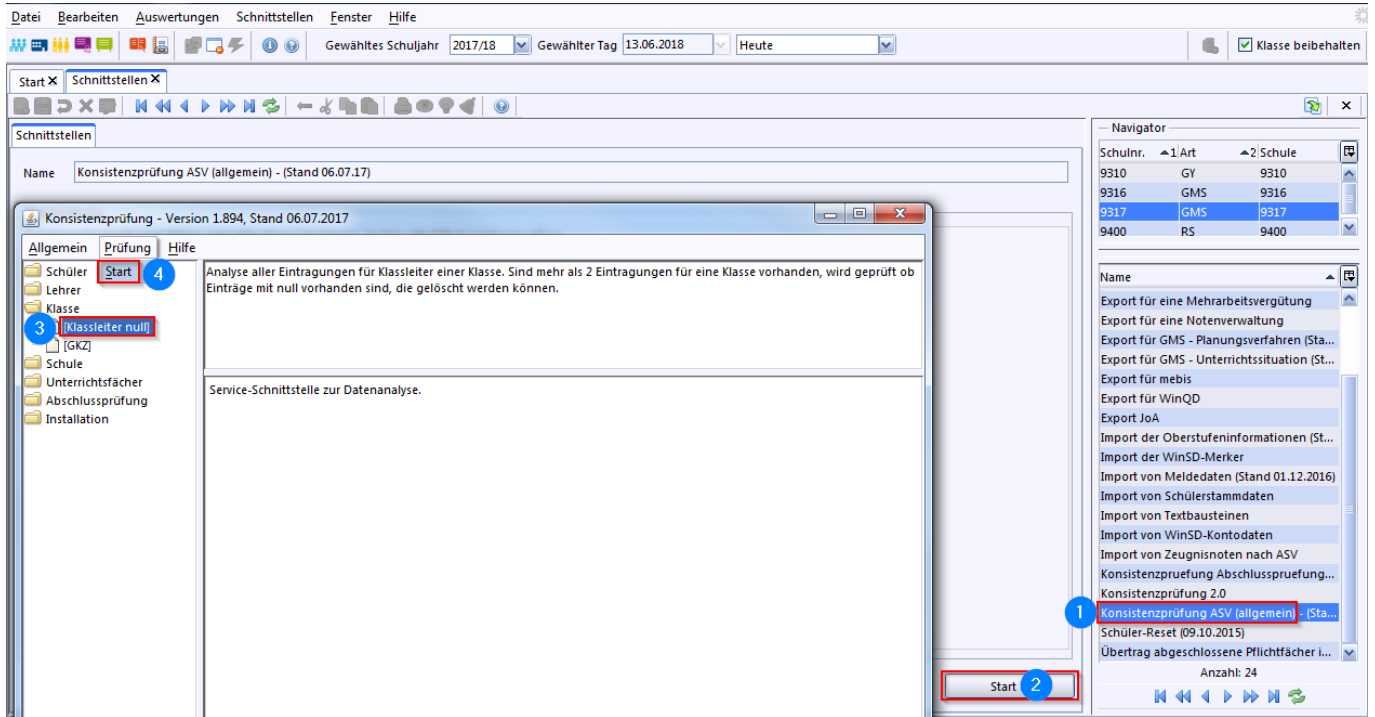 Datei Bearbeiten Auswertungen Schnittstellen Fenster Hilfe
Gewähltes Schuljahr 2017/18 Gewählter Tag 13.06.2018 Heute Klasse beibehalten
Start X Schnittstellen X
Schnittstellen
Name Konsistenzprüfung ASV (allgemein) - (Stand 06.07.17)
Konsistenzprüfung - Version 1.894, Stand 06.07.2017
Allgemein Prüfung Hilfe
Start 4
Schüler
Lehrer
Klasse
3 [Klassleiter null]
[GKZ]
Schule
Unterrichtsfächer
Abschlussprüfung
Installation
Analyse aller Eintragungen für Klassleiter einer Klasse. Sind mehr als 2 Eintragungen für eine Klasse vorhanden, wird geprüft ob
Einträge mit null vorhanden sind, die gelöscht werden können.
Service-Schnittstelle zur Datenanalyse.
Start 2
Navigator
Schulnr. 1 Art 2 Schule
9310 GY 9310
9316 GMS 9316
9317 GMS 9317
9400 RS 9400
Name
Export für eine Mehrarbeitsvergütung
Export für eine Notenverwaltung
Export für GMS - Planungsverfahren (Sta...
Export für GMS - Unterrichtssituation (St...
Export für mebis
Export für WinQD
Export JoA
Import der Oberstufeninformationen (St...
Import der WinSD-Merker
Import von Meldedaten (Stand 01.12.2016)
Import von Schülerstammdaten
Import von Textbausteinen
Import von WinSD-Kontodaten
Import von Zeugnisnoten nach ASV
Konsistenzpruefung Abschlusspruefung...
Konsistenzprüfung 2.0
1 Konsistenzprüfung ASV (allgemein) - (Sta...
Schüler-Reset (09.10.2015)
Übertrag abgeschlossene Pflichtfächer i...
Anzahl: 24